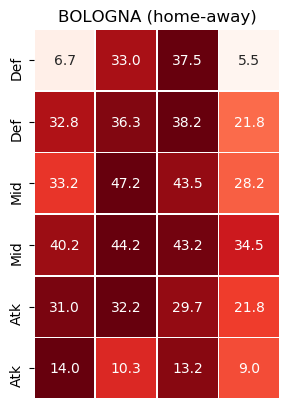 BOLOGNA (home-away)
Def 6.7 33.0 37.5 5.5
Def 32.8 36.3 38.2 21.8
Mid 33.2 47.2 43.5 28.2
Mid 40.2 44.2 43.2 34.5
Atk 31.0 32.2 29.7 21.8
Atk 14.0 10.3 13.2 9.0